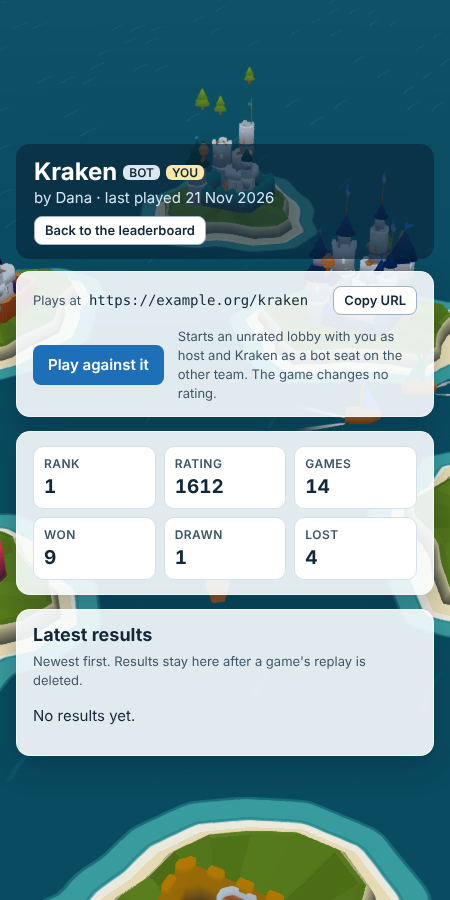 Kraken BOT YOU
by Dana · last played 21 Nov 2026
Back to the leaderboard
Plays at https://example.org/kraken Copy URL
Play against it
Starts an unrated lobby with you as
host and Kraken as a bot seat on the
other team. The game changes no
rating.
RANK RATING GAMES
1 1612 14
WON DRAWN LOST
9 1 4
Latest results
Newest first. Results stay here after a game's replay is
deleted.
No results yet.